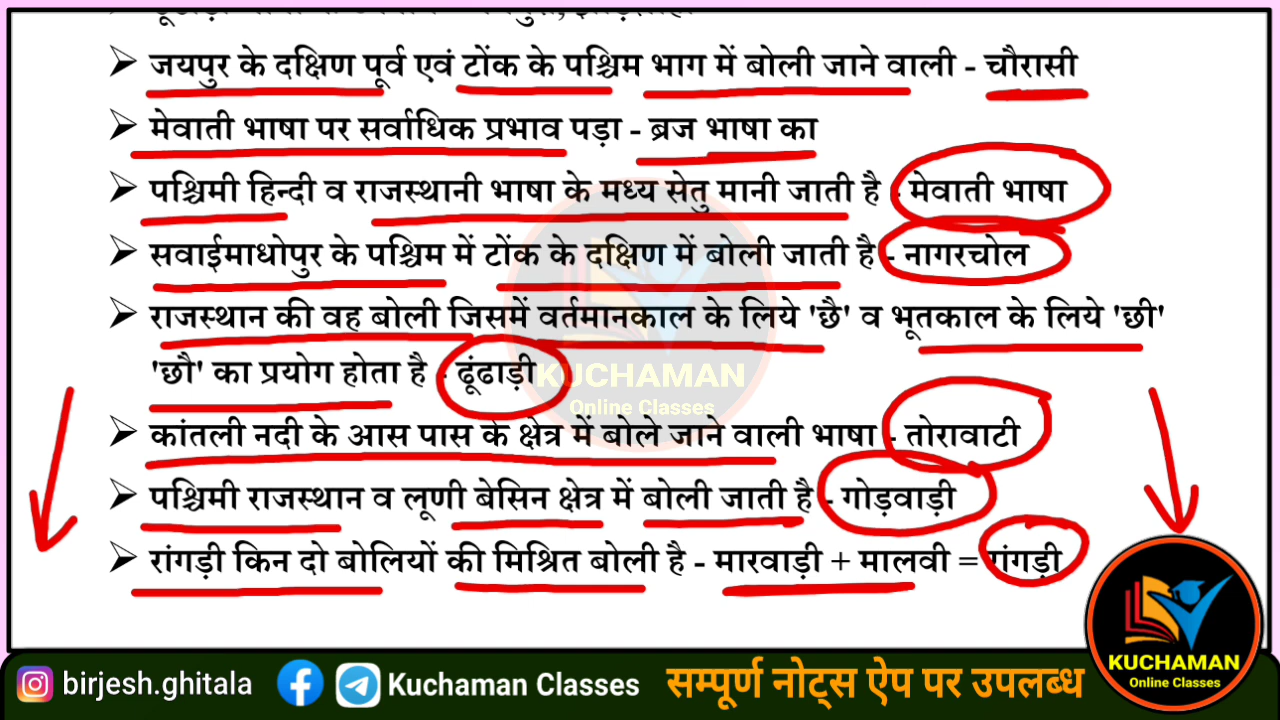 ➢ जयपुर के दक्षिण पूर्व एवं टोंक के पश्चिम भाग में बोली जाने वाली - चौरासी
➢ मेवाती भाषा पर सर्वाधिक प्रभाव पड़ा - ब्रज भाषा का
➢ पश्चिमी हिन्दी व राजस्थानी भाषा के मध्य सेतु मानी जाती है - मेवाती भाषा
➢ सवाईमाधोपुर के पश्चिम में टोंक के दक्षिण में बोली जाती है - नागरचोल
➢ राजस्थान की वह बोली जिसमें वर्तमानकाल के लिये 'छै' व भूतकाल के लिये 'छी'
'छौ' का प्रयोग होता है - ढूंढाड़ी
KUCHAMAN
Online Classes
➢ कांतली नदी के आस पास के क्षेत्र में बोले जाने वाली भाषा - तोरावाटी
➢ पश्चिमी राजस्थान व लूणी बेसिन क्षेत्र में बोली जाती है - गोड़वाड़ी
➢ रांगड़ी किन दो बोलियों की मिश्रित बोली है - मारवाड़ी + मालवी = रांगड़ी
KUCHAMAN
Online Classes
birjesh.ghitala
Kuchaman Classes
सम्पूर्ण नोट्स ऐप पर उपलब्ध